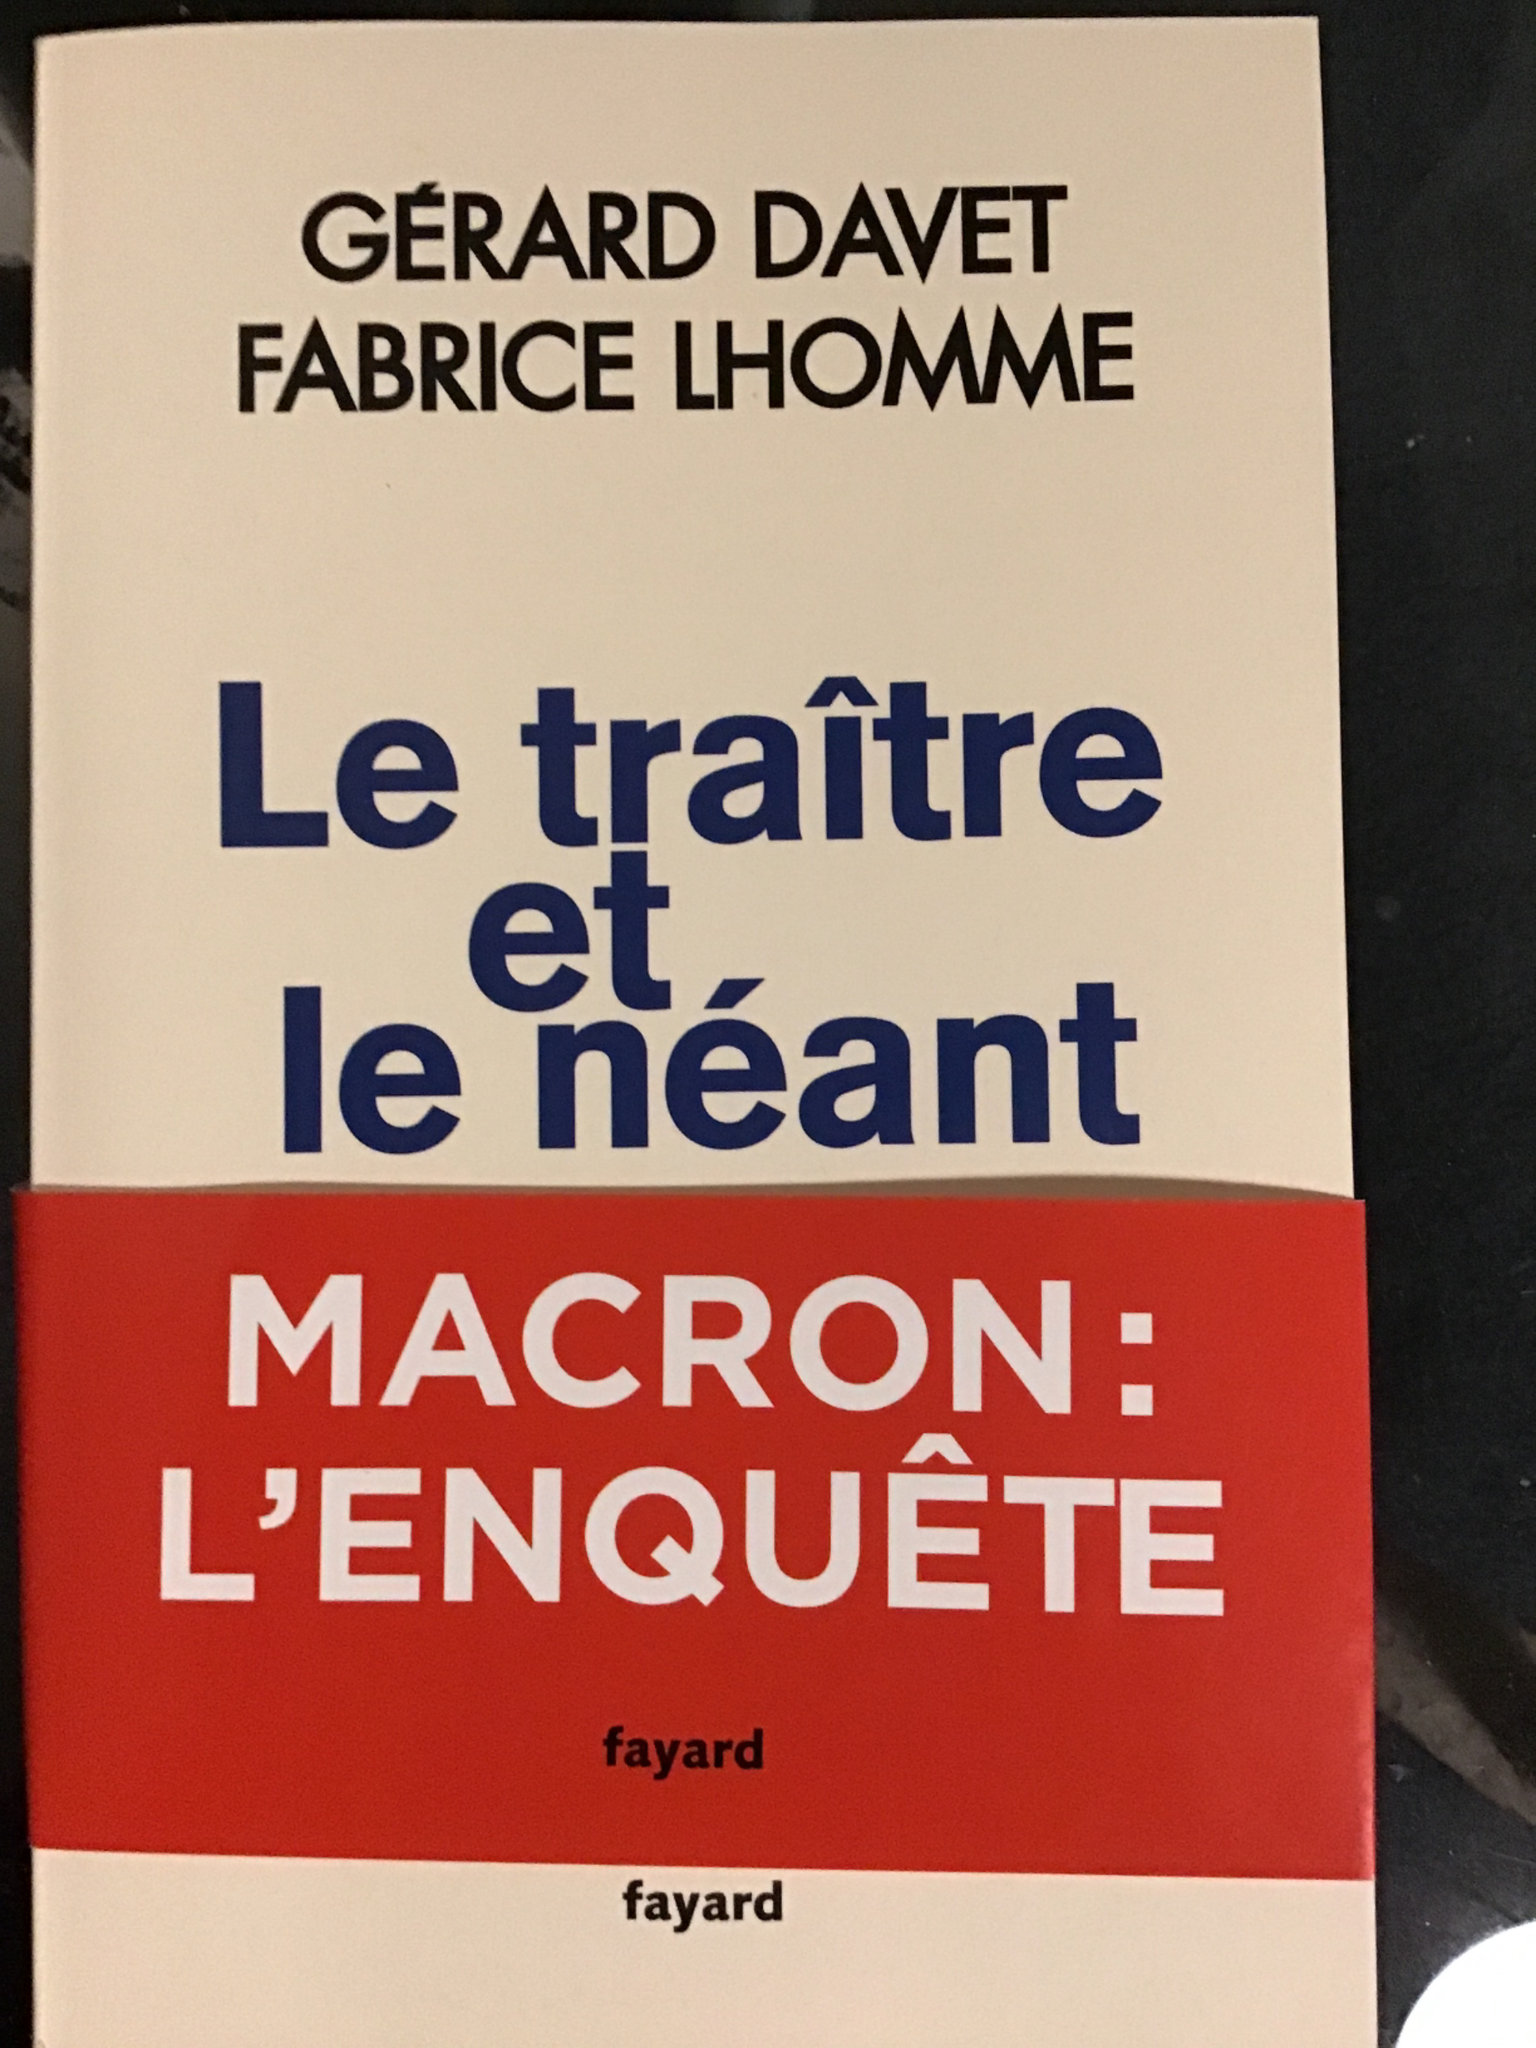 GÉRARD DAVET
FABRICE LHOMME
Le traître
et
le néant
MACRON :
L'ENQUÊTE
fayard
fayard